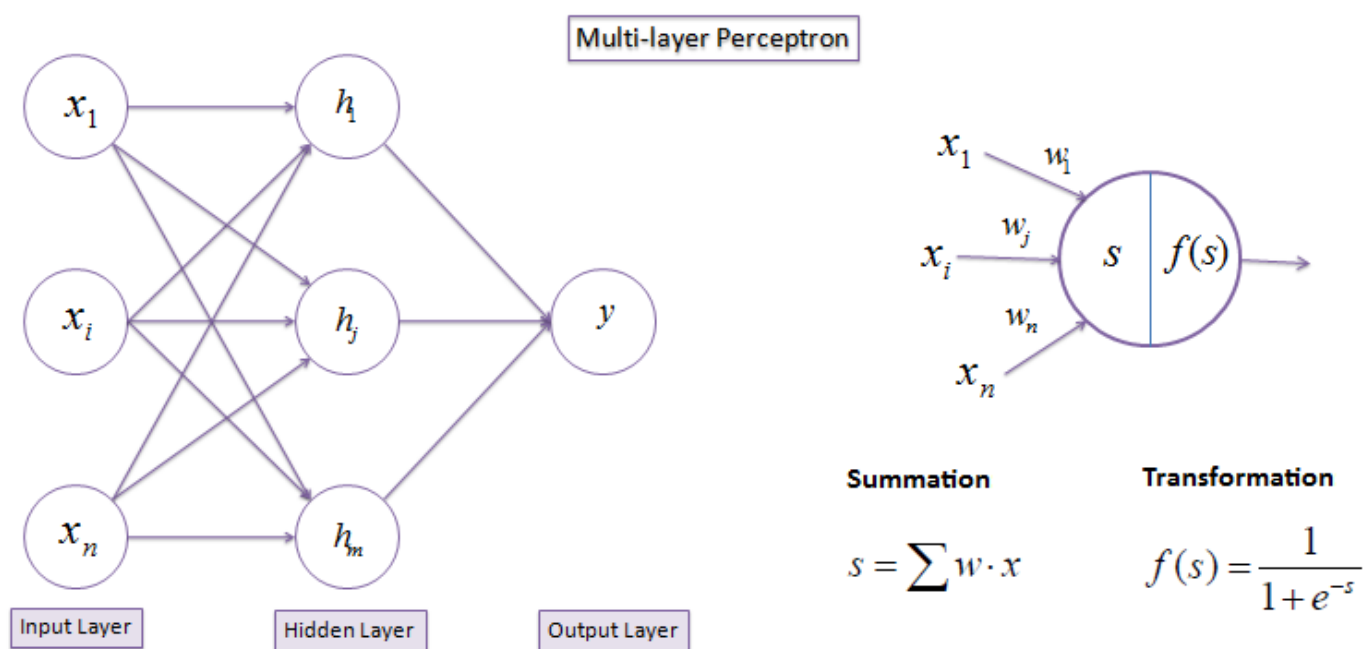 Multi-layer Perceptron
x₁
h₁
xᵢ
hⱼ
y
xₙ
hₘ
Input Layer
Hidden Layer
Output Layer
x₁
w₁
xᵢ
wⱼ
xₙ
wₙ
s
f(s)
Summation
s = ∑ w · x
Transformation
f(s) = 1 / (1 + e⁻ˢ)